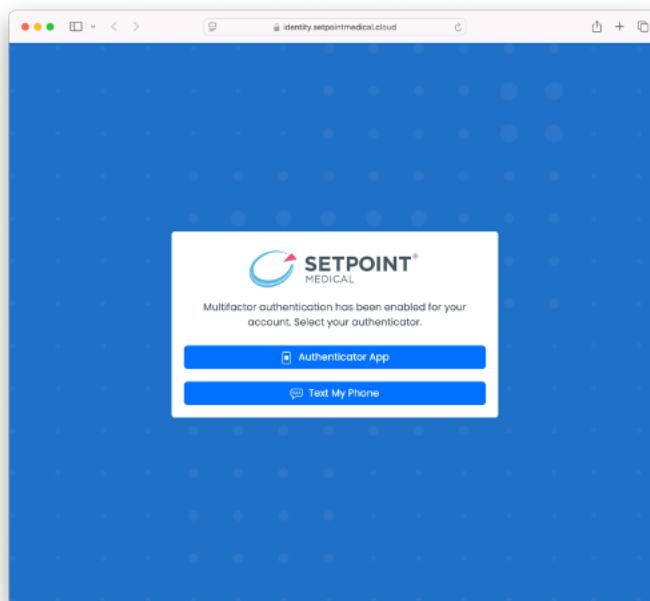 identity.setpointmedical.cloud
SETPOINT®
MEDICAL
Multifactor authentication has been enabled for your
account. Select your authenticator.
Authenticator App
Text My Phone